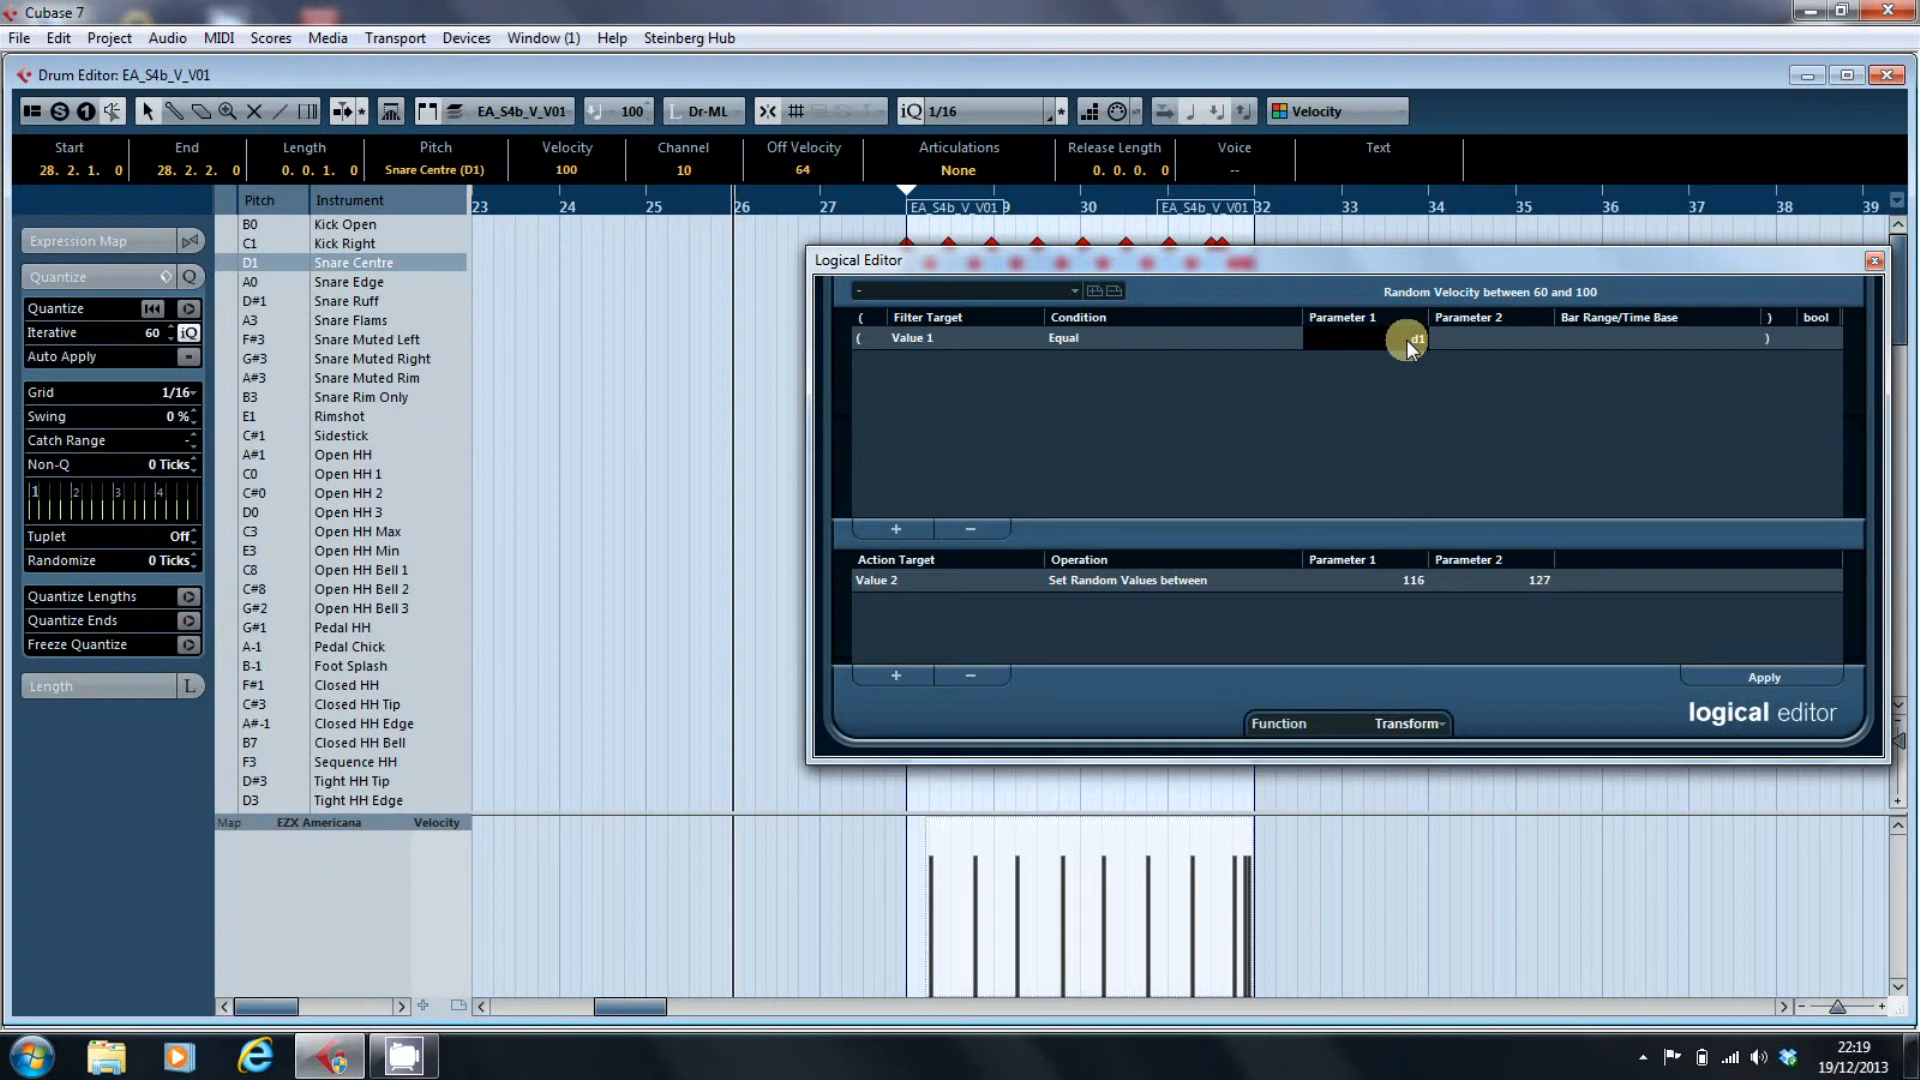 Cubase 7
File Edit Project Audio MIDI Scores Media Transport Devices Window (1) Help Steinberg Hub
Drum Editor: EA_S4b_V_V01
EA_S4b_V_V01 100 L Dr-ML iQ 1/16 Velocity
Start End Length Pitch Velocity Channel Off Velocity Articulations Release Length Voice Text
28. 2. 1. 0 28. 2. 2. 0 0. 0. 1. 0 Snare Centre (D1) 100 10 64 None 0. 0. 0. 0 --
Pitch Instrument
23 24 25 26 27 9 30 32 33 34 35 36 37 38 39
EA_S4b_V_V01 EA_S4b_V_V01
Expression Map
Quantize Q
Quantize
Iterative 60 iQ
Auto Apply -
Grid 1/16
Swing 0 %
Catch Range -
Non-Q 0 Ticks
1 2 3 4
Tuplet Off
Randomize 0 Ticks
Quantize Lengths
Quantize Ends
Freeze Quantize
Length L
B0 Kick Open
C1 Kick Right
D1 Snare Centre
A0 Snare Edge
D#1 Snare Ruff
A3 Snare Flams
F#3 Snare Muted Left
G#3 Snare Muted Right
A#3 Snare Muted Rim
B3 Snare Rim Only
E1 Rimshot
C#1 Sidestick
A#1 Open HH
C0 Open HH 1
C#0 Open HH 2
D0 Open HH 3
C3 Open HH Max
E3 Open HH Min
C8 Open HH Bell 1
C#8 Open HH Bell 2
G#2 Open HH Bell 3
G#1 Pedal HH
A-1 Pedal Chick
B-1 Foot Splash
F#1 Closed HH
C#3 Closed HH Tip
A#-1 Closed HH Edge
B7 Closed HH Bell
F3 Sequence HH
D#3 Tight HH Tip
D3 Tight HH Edge
Map EZX Americana Velocity
Logical Editor
- Random Velocity between 60 and 100
( Filter Target Condition Parameter 1 Parameter 2 Bar Range/Time Base ) bool
( Value 1 Equal d1 )
+ -
Action Target Operation Parameter 1 Parameter 2
Value 2 Set Random Values between 116 127
+ - Apply
logical editor
Function Transform
22:19
19/12/2013